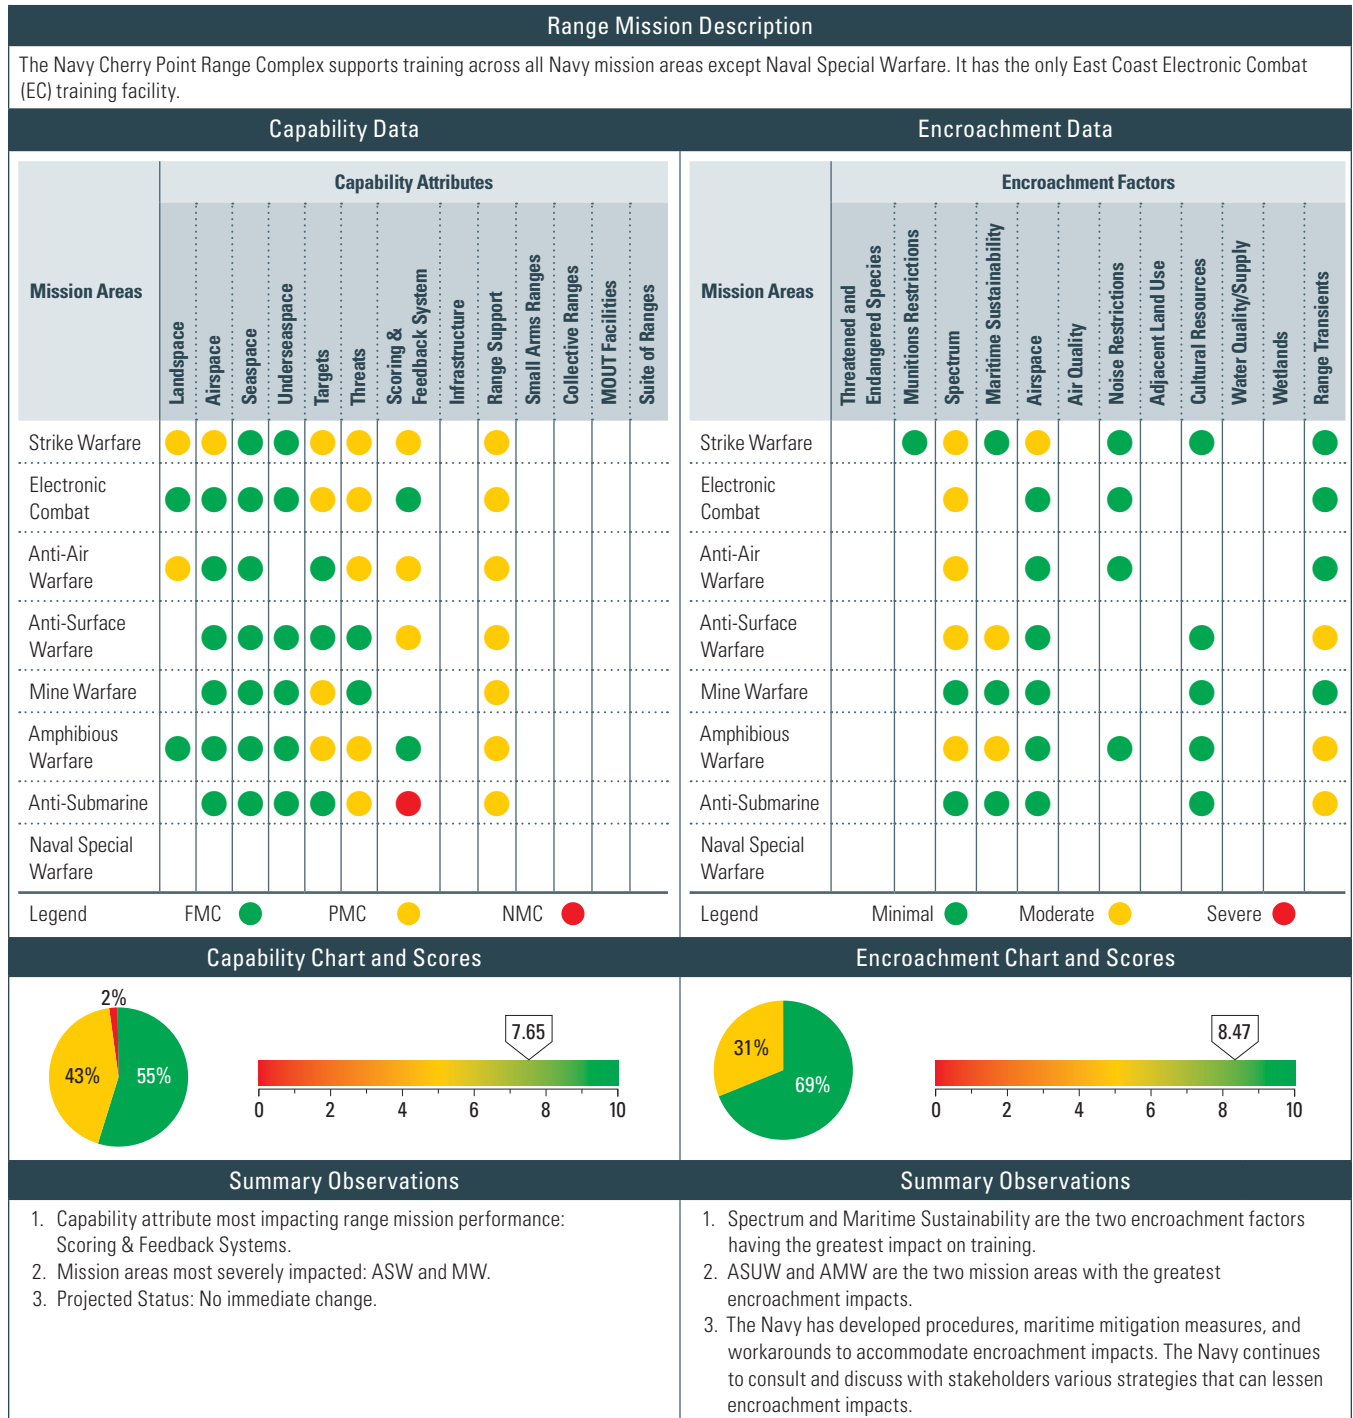 Range Mission Description
The Navy Cherry Point Range Complex supports training across all Navy mission areas except Naval Special Warfare. It has the only East Coast Electronic Combat
(EC) training facility.
Capability Data
Mission Areas
Capability Attributes
Landspace
Airspace
Seaspace
Underseaspace
Targets
Threats
Scoring &
Feedback System
Infrastructure
Range Support
Small Arms Ranges
Collective Ranges
MOUT Facilities
Suite of Ranges
Strike Warfare
Electronic
Combat
Anti-Air
Warfare
Anti-Surface
Warfare
Mine Warfare
Amphibious
Warfare
Anti-Submarine
Naval Special
Warfare
Legend FMC PMC NMC
Encroachment Data
Mission Areas
Encroachment Factors
Threatened and
Endangered Species
Munitions Restrictions
Spectrum
Maritime Sustainability
Airspace
Air Quality
Noise Restrictions
Adjacent Land Use
Cultural Resources
Water Quality/Supply
Wetlands
Range Transients
Strike Warfare
Electronic
Combat
Anti-Air
Warfare
Anti-Surface
Warfare
Mine Warfare
Amphibious
Warfare
Anti-Submarine
Naval Special
Warfare
Legend Minimal Moderate Severe
Capability Chart and Scores
2%
43%
55%
7.65
0 2 4 6 8 10
Encroachment Chart and Scores
31%
69%
8.47
0 2 4 6 8 10
Summary Observations
1. Capability attribute most impacting range mission performance:
Scoring & Feedback Systems.
2. Mission areas most severely impacted: ASW and MW.
3. Projected Status: No immediate change.
Summary Observations
1. Spectrum and Maritime Sustainability are the two encroachment factors
having the greatest impact on training.
2. ASUW and AMW are the two mission areas with the greatest
encroachment impacts.
3. The Navy has developed procedures, maritime mitigation measures, and
workarounds to accommodate encroachment impacts. The Navy continues
to consult and discuss with stakeholders various strategies that can lessen
encroachment impacts.